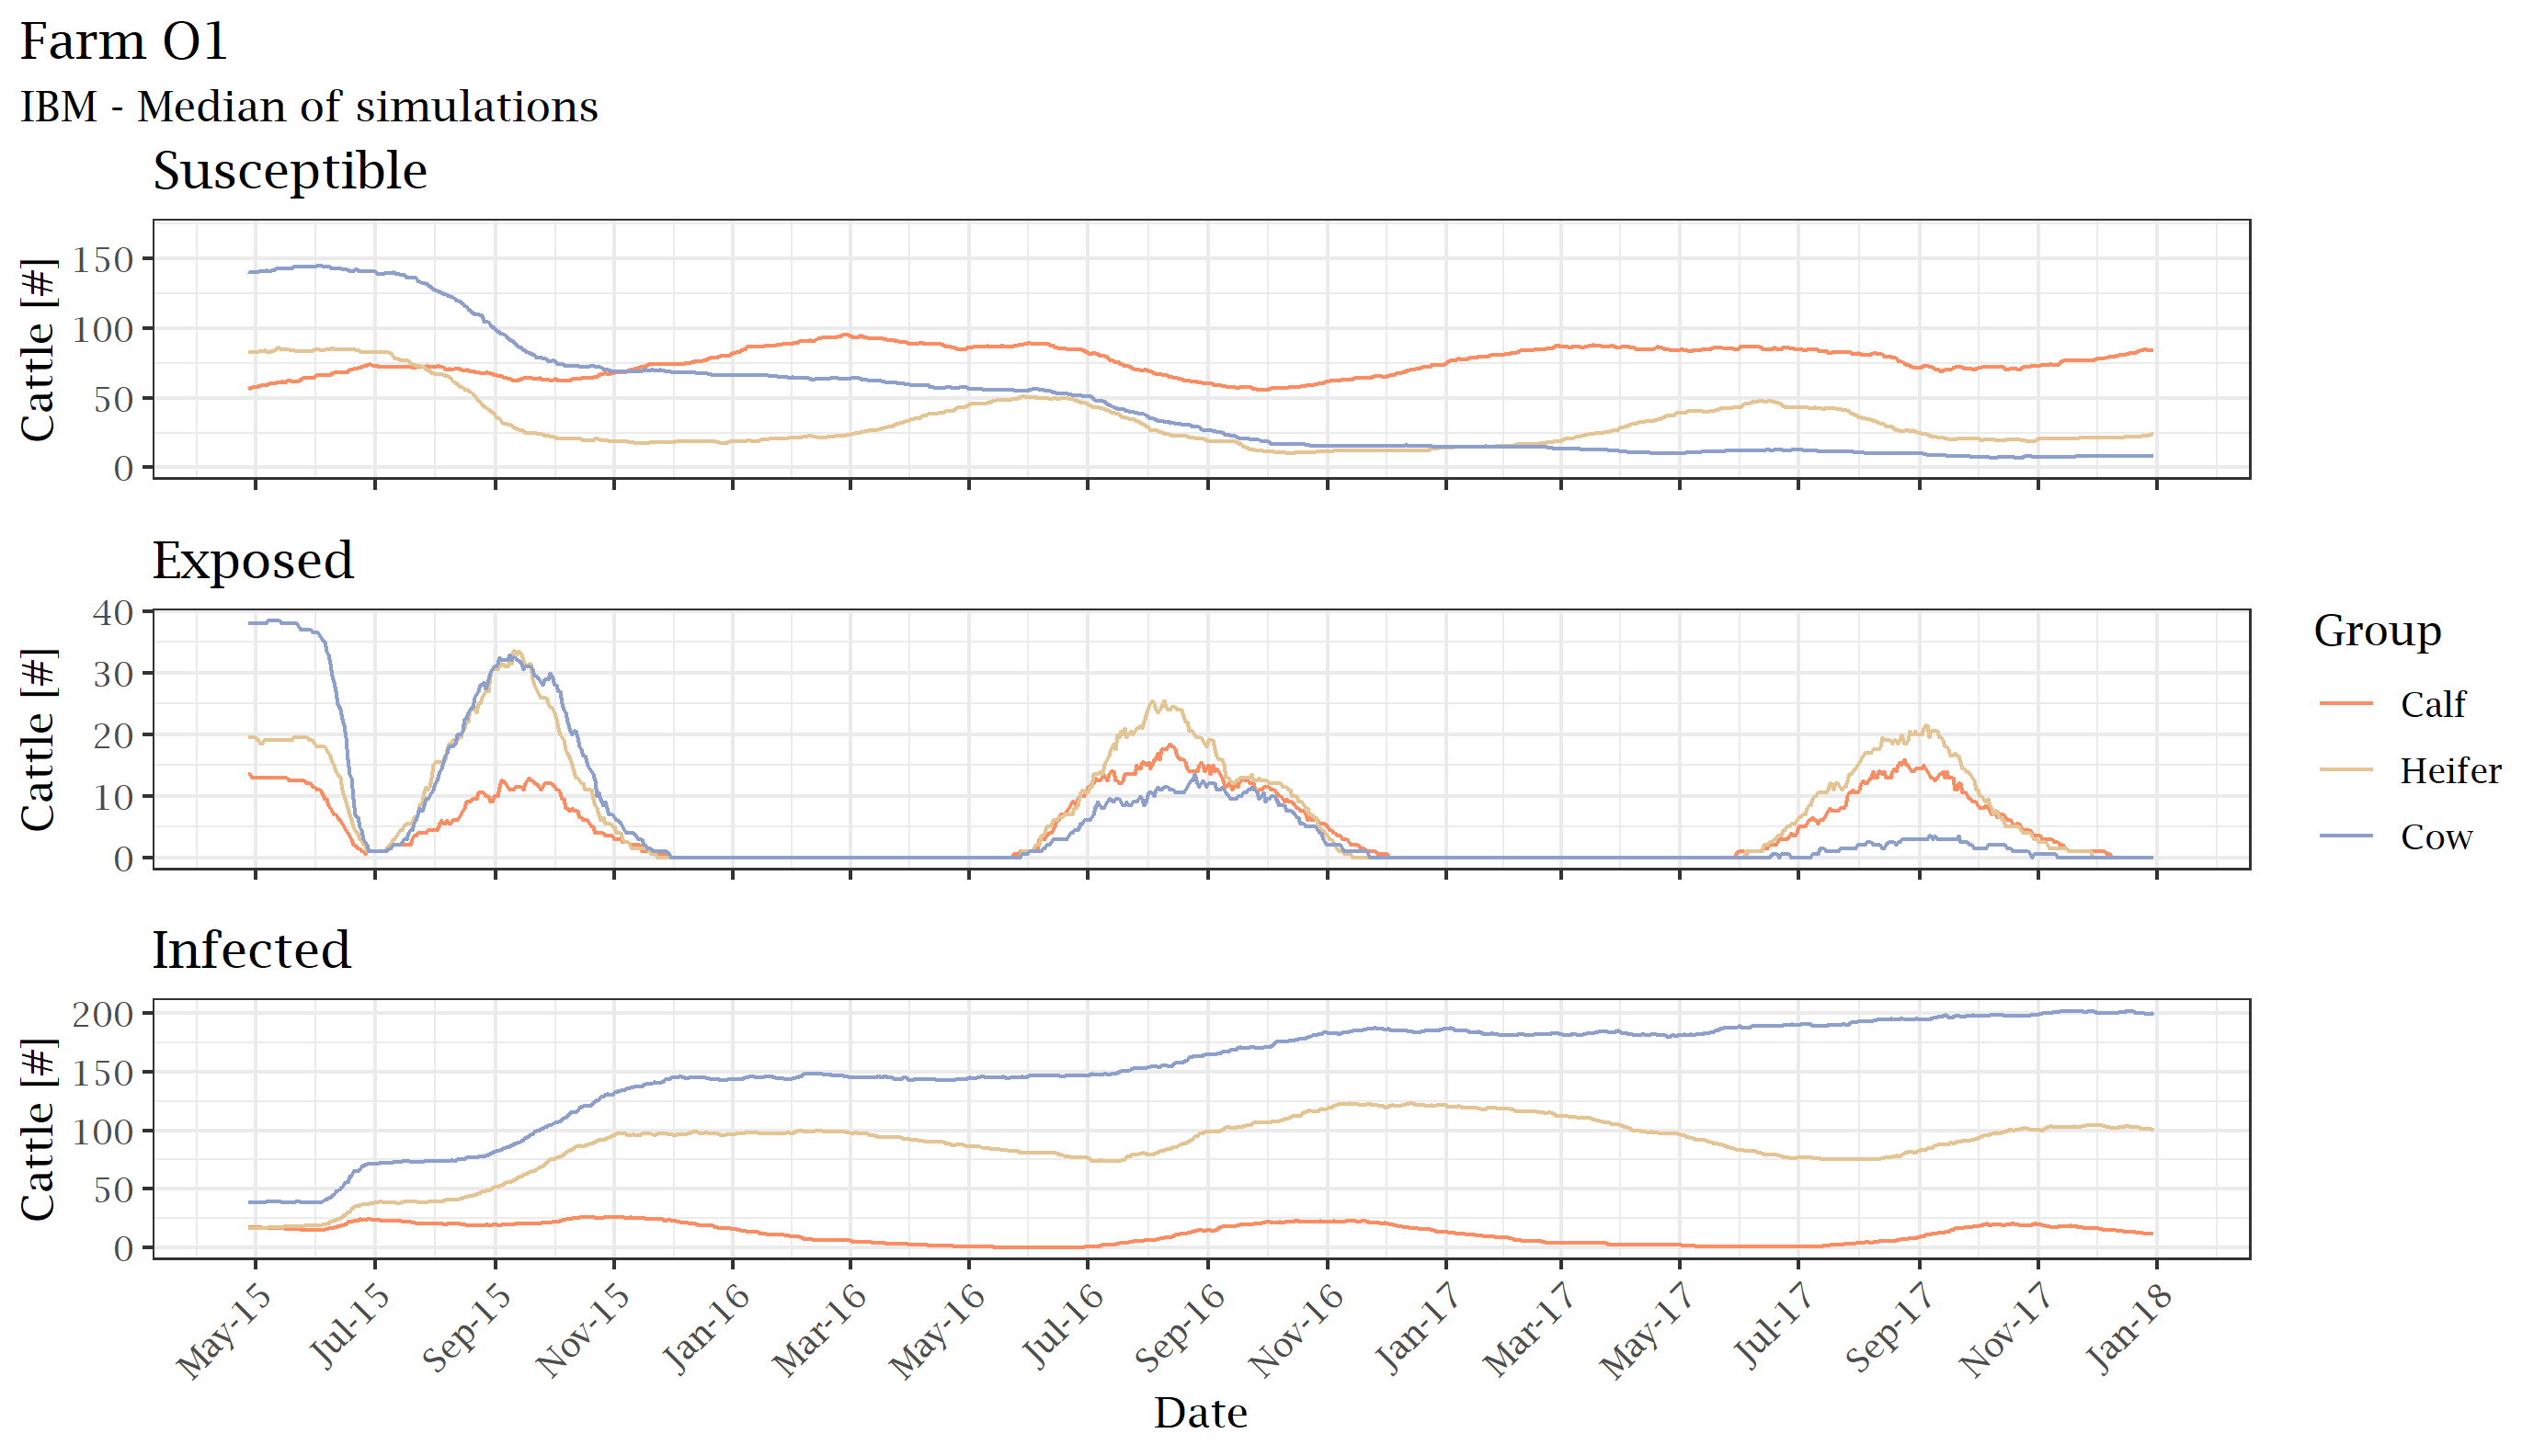 Farm O1
IBM - Median of simulations
Susceptible
Cattle [#]
150
100
50
0
Exposed
Cattle [#]
40
30
20
10
0
Group
Calf
Heifer
Cow
Infected
Cattle [#]
200
150
100
50
0
May-15 Jul-15 Sep-15 Nov-15 Jan-16 Mar-16 May-16 Jul-16 Sep-16 Nov-16 Jan-17 Mar-17 May-17 Jul-17 Sep-17 Nov-17 Jan-18
Date